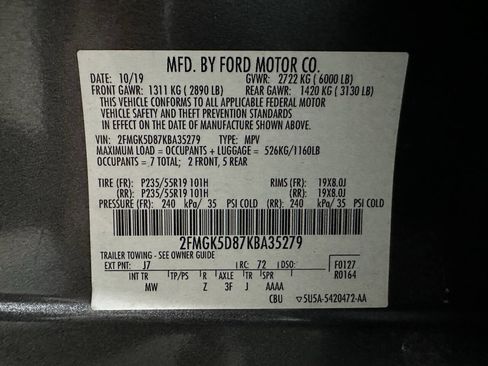 MFD. BY FORD MOTOR CO.
DATE: 10/19 GVWR: 2722 KG ( 6000 LB)
FRONT GAWR: 1311 KG ( 2890 LB) REAR GAWR: 1420 KG ( 3130 LB)
THIS VEHICLE CONFORMS TO ALL APPLICABLE FEDERAL MOTOR
VEHICLE SAFETY AND THEFT PREVENTION STANDARDS
IN EFFECT ON THE DATE OF MANUFACTURE SHOWN ABOVE.
VIN: 2FMGK5D87KBA35279 TYPE: MPV
MAXIMUM LOAD = OCCUPANTS + LUGGAGE = 526KG/1160LB
OCCUPANTS = 7 TOTAL; 2 FRONT, 5 REAR
TIRE (FR): P235/55R19 101H RIMS (FR): 19X8.0J
(RR): P235/55R19 101H (RR): 19X8.0J
PRESSURE (FR): 240 kPa/ 35 PSI COLD (RR): 240 kPa/ 35 PSI COLD
2FMGK5D87KBA35279
TRAILER TOWING - SEE OWNER GUIDE
EXT PNT: J7 RC: 72 DSO: F0127
R0164
INT TR TP/PS R AXLE TR SPR
MW Z 3F J AAAA
CBU ▽5U5A-5420472-AA